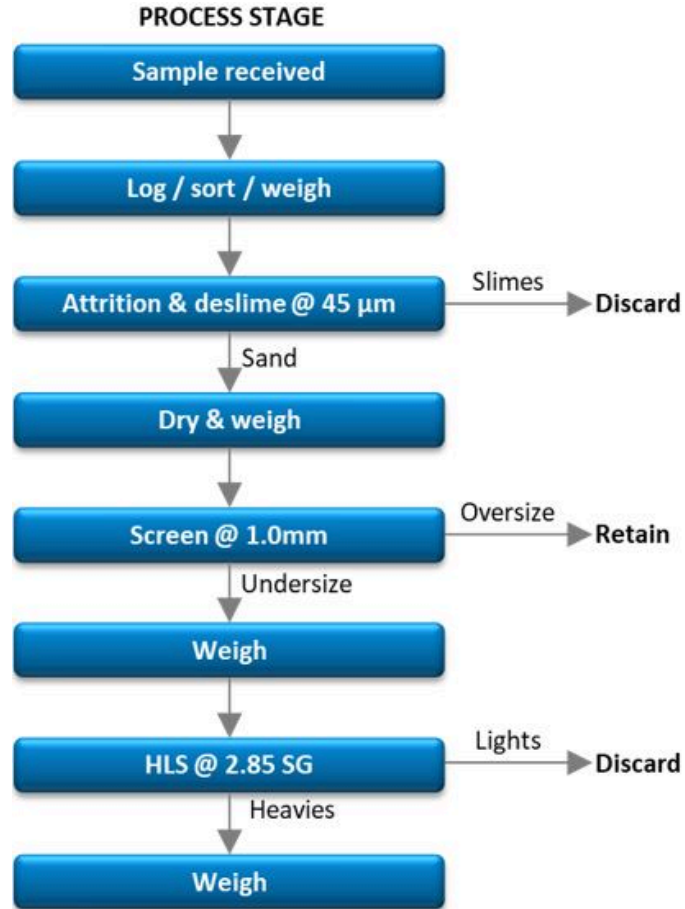 PROCESS STAGE
Sample received
Log / sort / weigh
Attrition & deslime @ 45 µm
Slimes
Discard
Sand
Dry & weigh
Screen @ 1.0mm
Oversize
Retain
Undersize
Weigh
HLS @ 2.85 SG
Lights
Discard
Heavies
Weigh